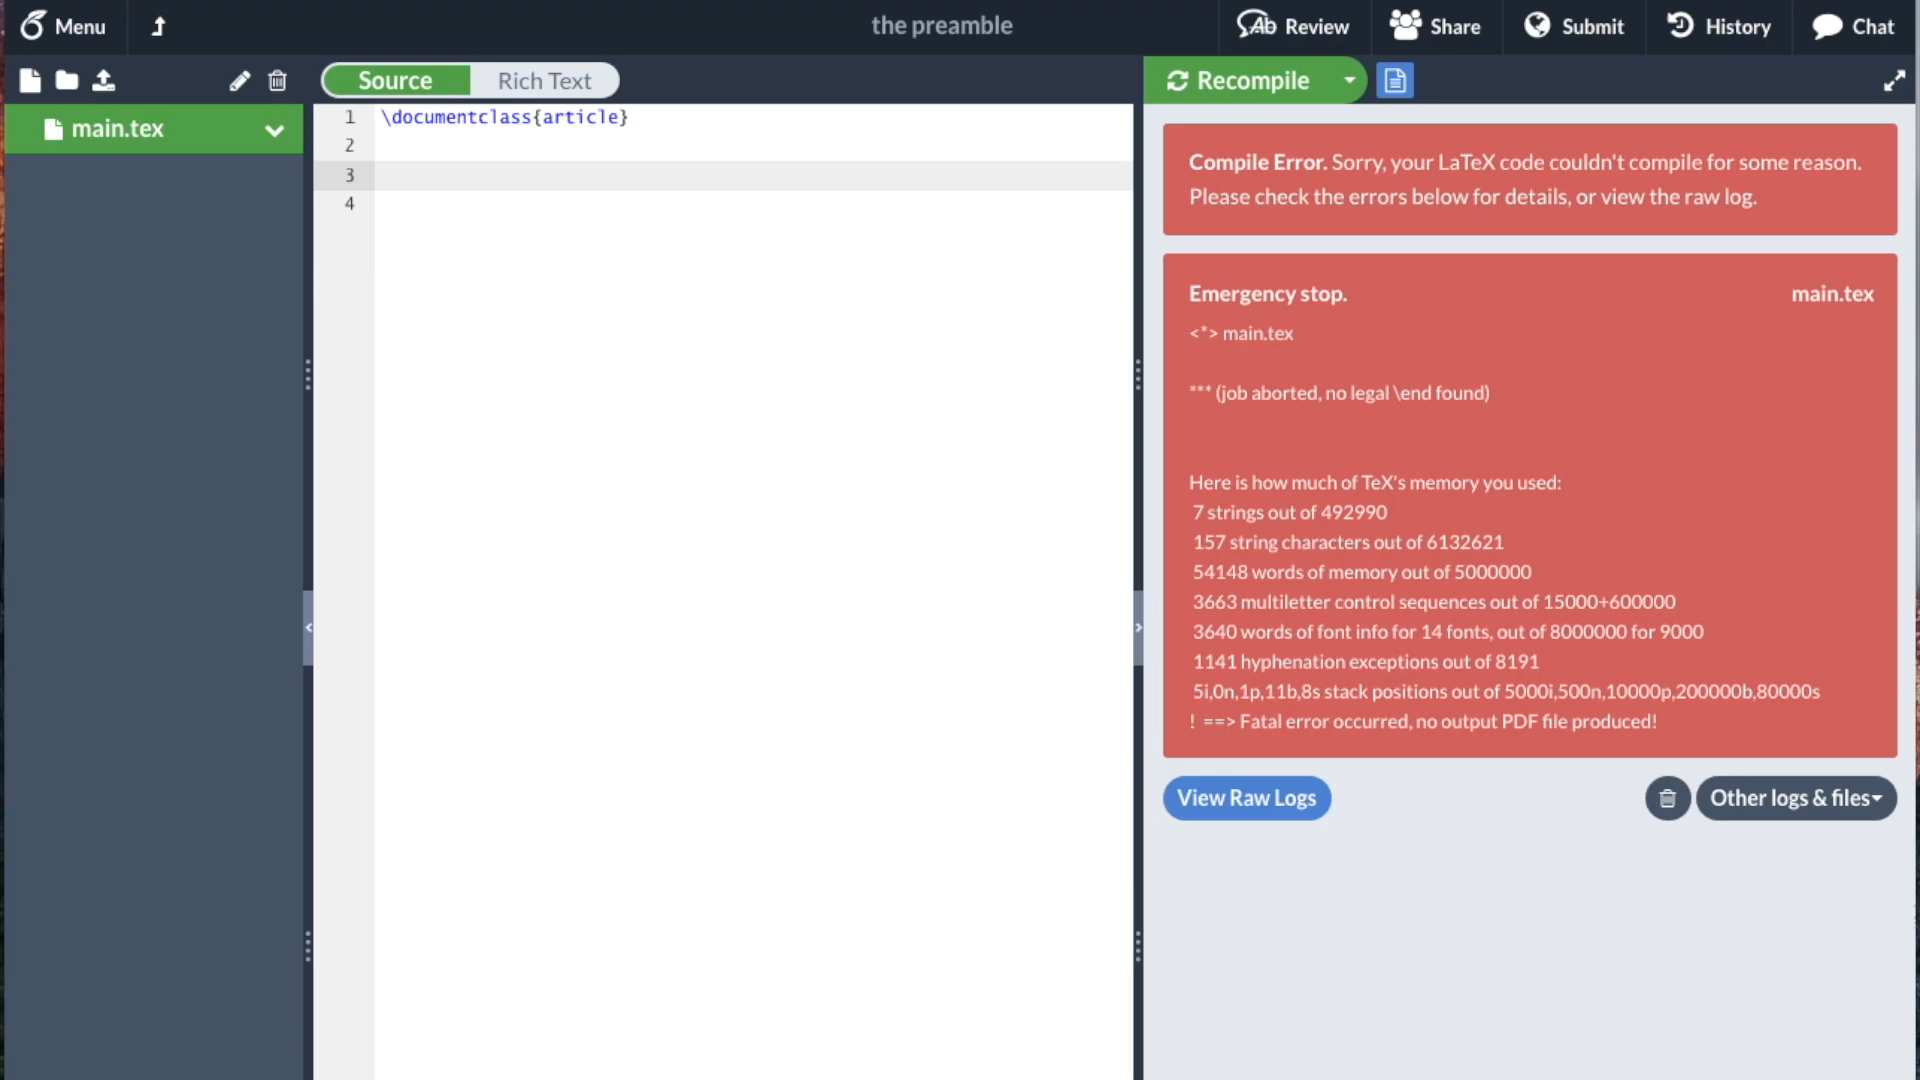 Menu
the preamble
Review
Share
Submit
History
Chat
Source
Rich Text
Recompile
main.tex
1 \documentclass{article}
2
3
4
Compile Error. Sorry, your LaTeX code couldn't compile for some reason.
Please check the errors below for details, or view the raw log.
Emergency stop.
main.tex
<*> main.tex
*** (job aborted, no legal \end found)
Here is how much of TeX's memory you used:
7 strings out of 492990
157 string characters out of 6132621
54148 words of memory out of 5000000
3663 multiletter control sequences out of 15000+600000
3640 words of font info for 14 fonts, out of 8000000 for 9000
1141 hyphenation exceptions out of 8191
5i,0n,1p,11b,8s stack positions out of 5000i,500n,10000p,200000b,80000s
! ==> Fatal error occurred, no output PDF file produced!
View Raw Logs
Other logs & files